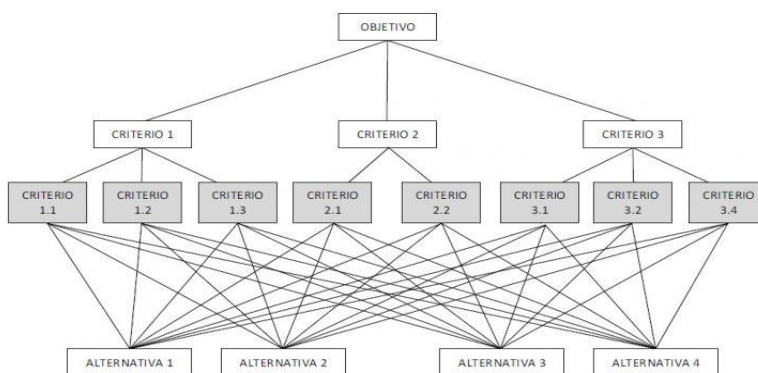 OBJETIVO
CRITERIO 1
CRITERIO 2
CRITERIO 3
CRITERIO
1.1
CRITERIO
1.2
CRITERIO
1.3
CRITERIO
2.1
CRITERIO
2.2
CRITERIO
3.1
CRITERIO
3.2
CRITERIO
3.4
ALTERNATIVA 1
ALTERNATIVA 2
ALTERNATIVA 3
ALTERNATIVA 4